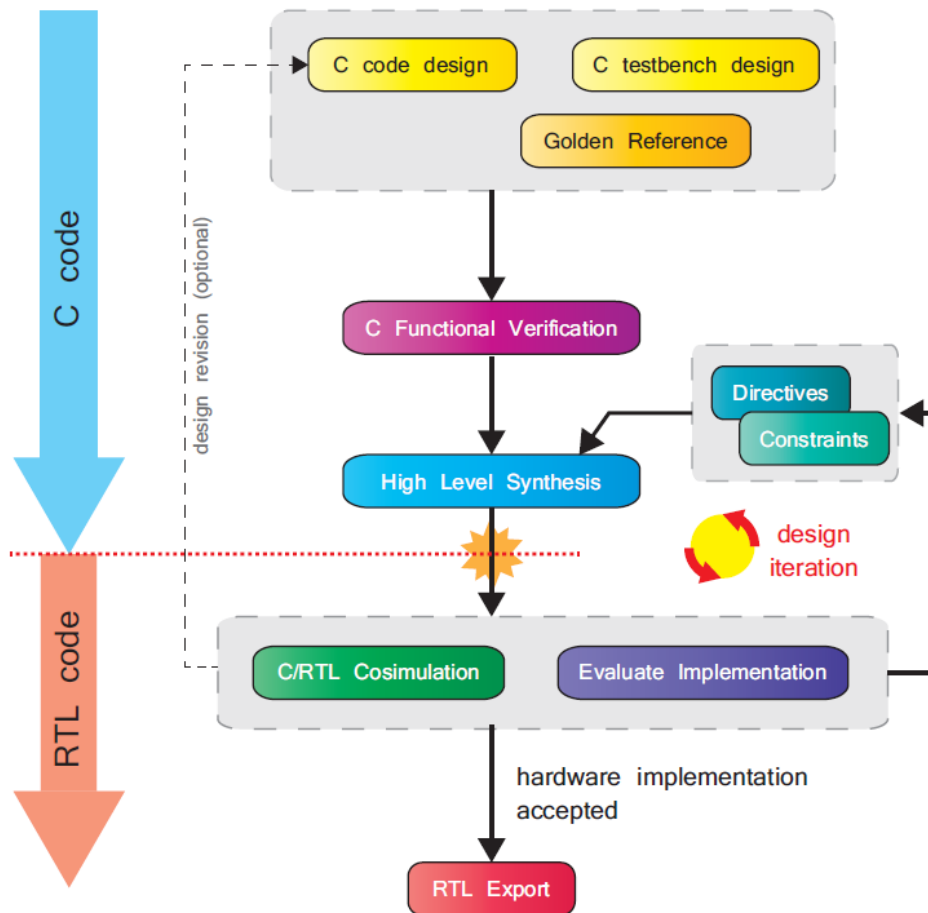 C code design
C testbench design
Golden Reference
C code
design revision (optional)
C Functional Verification
Directives
Constraints
High Level Synthesis
design
iteration
RTL code
C/RTL Cosimulation
Evaluate Implementation
hardware implementation
accepted
RTL Export